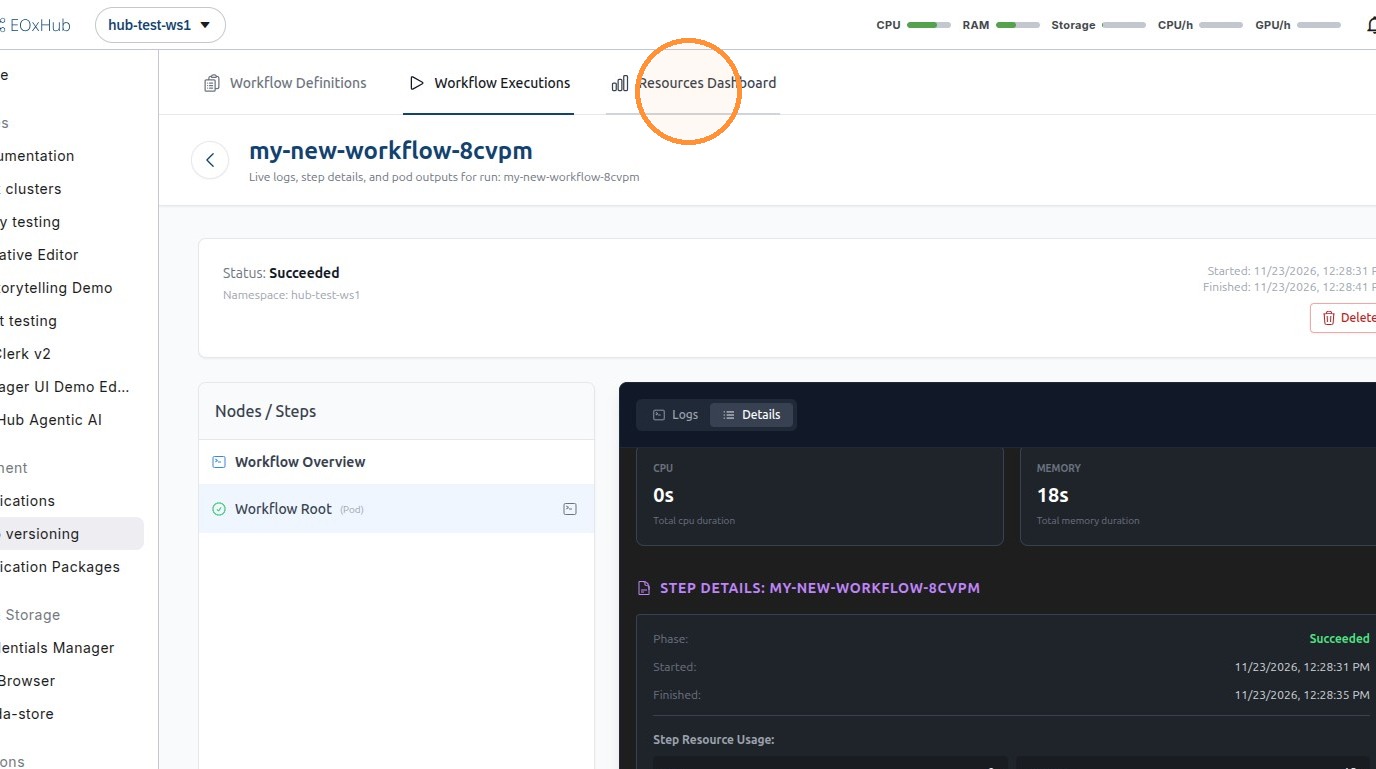 EOxHub
hub-test-ws1
CPU RAM Storage CPU/h GPU/h
Workflow Definitions
Workflow Executions
Resources Dashboard
my-new-workflow-8cvpm
Live logs, step details, and pod outputs for run: my-new-workflow-8cvpm
Status: Succeeded
Namespace: hub-test-ws1
Started: 11/23/2026, 12:28:31
Finished: 11/23/2026, 12:28:41
Delete
clusters
testing
ative Editor
orytelling Demo
testing
Clerk v2
ager UI Demo Ed...
Hub Agentic AI
ications
versioning
ication Packages
Storage
entials Manager
Browser
da-store
Nodes / Steps
Workflow Overview
Workflow Root (Pod)
Logs Details
CPU
0s
Total cpu duration
MEMORY
18s
Total memory duration
STEP DETAILS: MY-NEW-WORKFLOW-8CVPM
Phase: Succeeded
Started: 11/23/2026, 12:28:31 PM
Finished: 11/23/2026, 12:28:35 PM
Step Resource Usage: